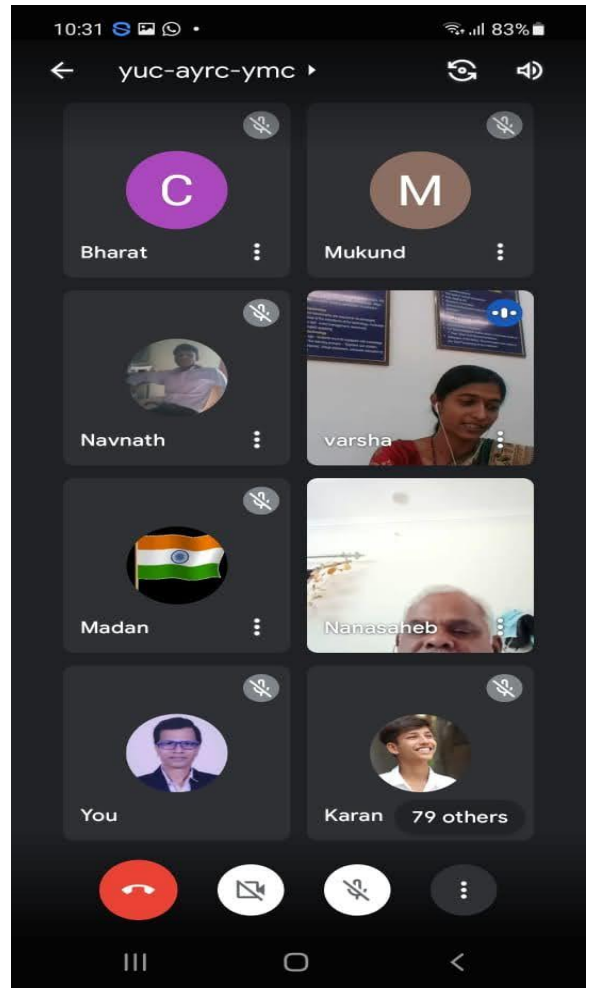 10:31 83%
yuc-ayrc-ymc
C
M
Bharat
Mukund
Navnath
varsha
Madan
Nanasaheb
You
Karan
79 others